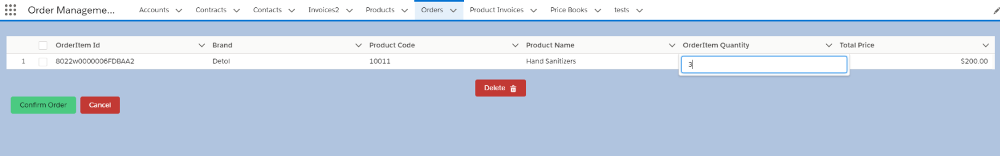 Order Manageme... Accounts Contracts Contacts Invoices2 Products Orders Product Invoices Price Books tests
OrderItem Id Brand Product Code Product Name OrderItem Quantity Total Price
1 8022w0000006FDBAA2 Detol 10011 Hand Sanitizers 3 $200.00
Delete
Confirm Order Cancel